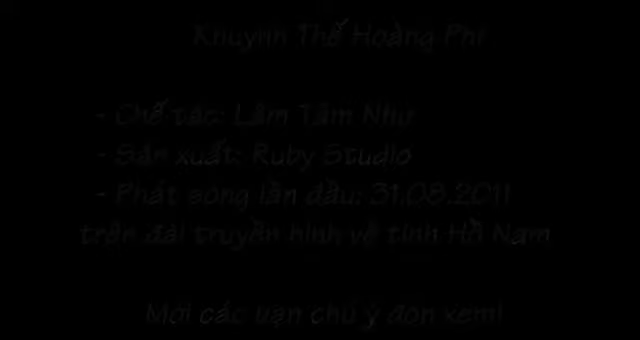 Khuynh Thế Hoàng Phi
- Chế tác: Lâm Tâm Như
- Sản xuất: Ruby Studio
- Phát sóng lần đầu: 31.08.2011
trên đài truyền hình vệ tinh Hồ Nam
Mời các bạn chú ý đón xem!